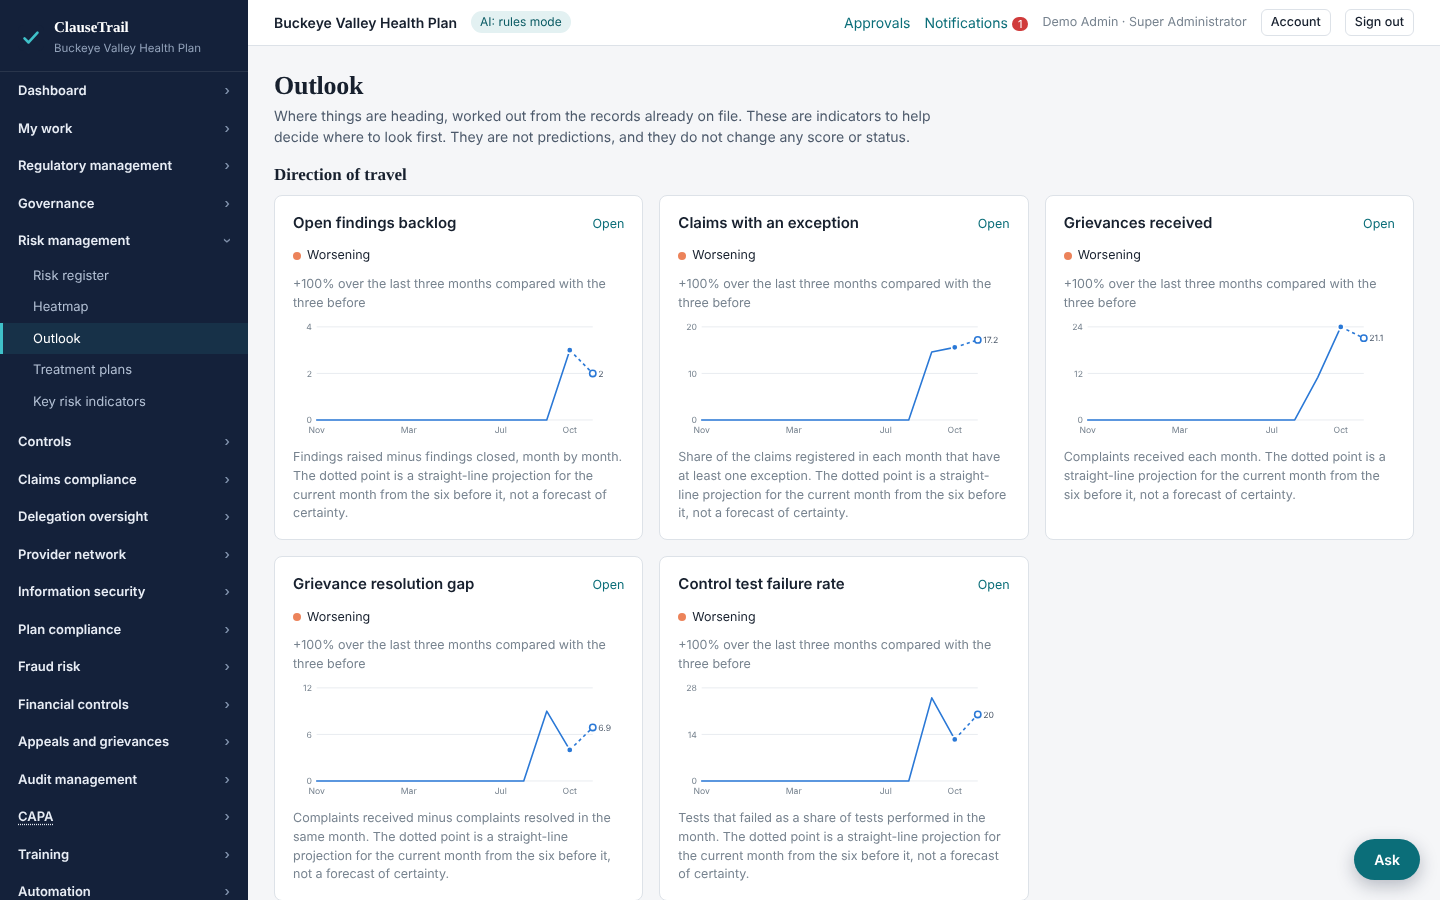 ClauseTrail
Buckeye Valley Health Plan
Dashboard
My work
Regulatory management
Governance
Risk management
Risk register
Heatmap
Outlook
Treatment plans
Key risk indicators
Controls
Claims compliance
Delegation oversight
Provider network
Information security
Plan compliance
Fraud risk
Financial controls
Appeals and grievances
Audit management
CAPA
Training
Automation
Buckeye Valley Health Plan
AI: rules mode
Approvals
Notifications 1
Demo Admin · Super Administrator
Account
Sign out
Outlook
Where things are heading, worked out from the records already on file. These are indicators to help
decide where to look first. They are not predictions, and they do not change any score or status.
Direction of travel
Open findings backlog
Open
Worsening
+100% over the last three months compared with the
three before
4
2
0
2
Nov Mar Jul Oct
Findings raised minus findings closed, month by month.
The dotted point is a straight-line projection for the
current month from the six before it, not a forecast of
certainty.
Claims with an exception
Open
Worsening
+100% over the last three months compared with the
three before
20
17.2
10
0
Nov Mar Jul Oct
Share of the claims registered in each month that have
at least one exception. The dotted point is a straight-
line projection for the current month from the six before
it, not a forecast of certainty.
Grievances received
Open
Worsening
+100% over the last three months compared with the
three before
24
21.1
12
0
Nov Mar Jul Oct
Complaints received each month. The dotted point is a
straight-line projection for the current month from the
six before it, not a forecast of certainty.
Grievance resolution gap
Open
Worsening
+100% over the last three months compared with the
three before
12
6.9
6
0
Nov Mar Jul Oct
Complaints received minus complaints resolved in the
same month. The dotted point is a straight-line
projection for the current month from the six before it,
not a forecast of certainty.
Control test failure rate
Open
Worsening
+100% over the last three months compared with the
three before
28
20
14
0
Nov Mar Jul Oct
Tests that failed as a share of tests performed in the
month. The dotted point is a straight-line projection for
the current month from the six before it, not a forecast
of certainty.
Ask